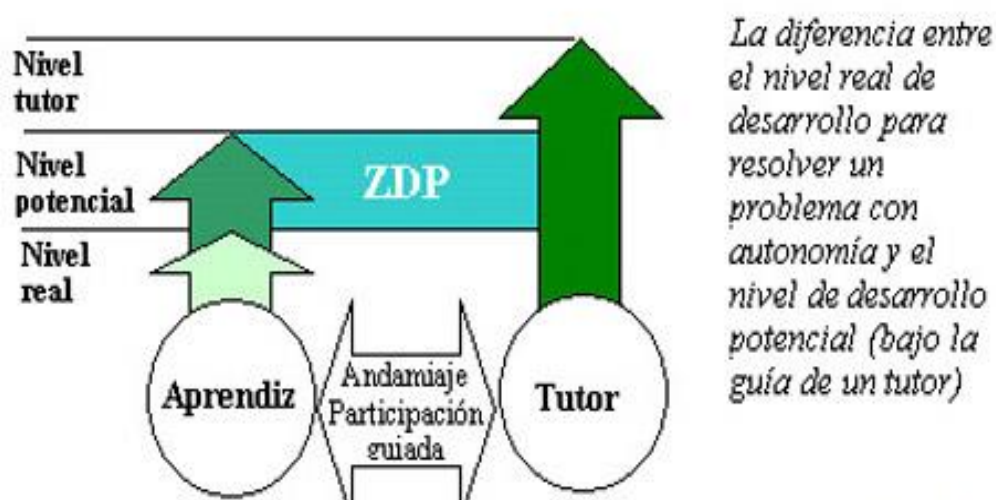 Nivel
tutor
Nivel
potencial
Nivel
real
ZDP
Aprendiz
Andamiaje
Participación
guiada
Tutor
La diferencia entre
el nivel real de
desarrollo para
resolver un
problema con
autonomía y el
nivel de desarrollo
potencial (bajo la
guía de un tutor)